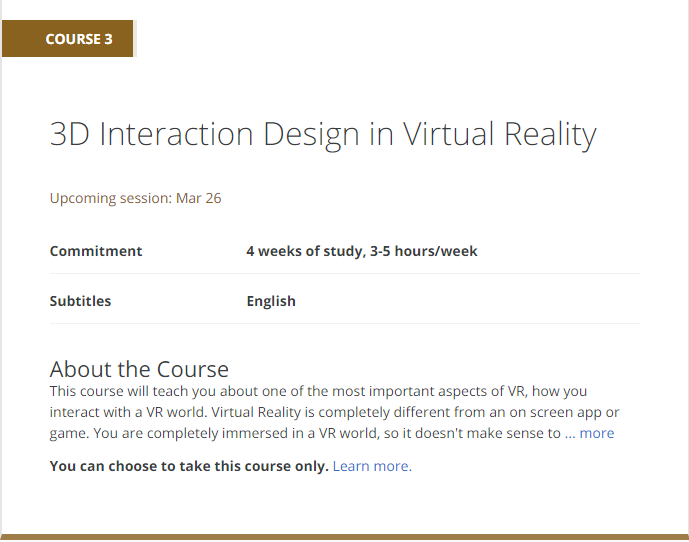 COURSE 3
3D Interaction Design in Virtual Reality
Upcoming session: Mar 26
Commitment 4 weeks of study, 3-5 hours/week
Subtitles English
About the Course
This course will teach you about one of the most important aspects of VR, how you
interact with a VR world. Virtual Reality is completely different from an on screen app or
game. You are completely immersed in a VR world, so it doesn't make sense to ... more
You can choose to take this course only. Learn more.